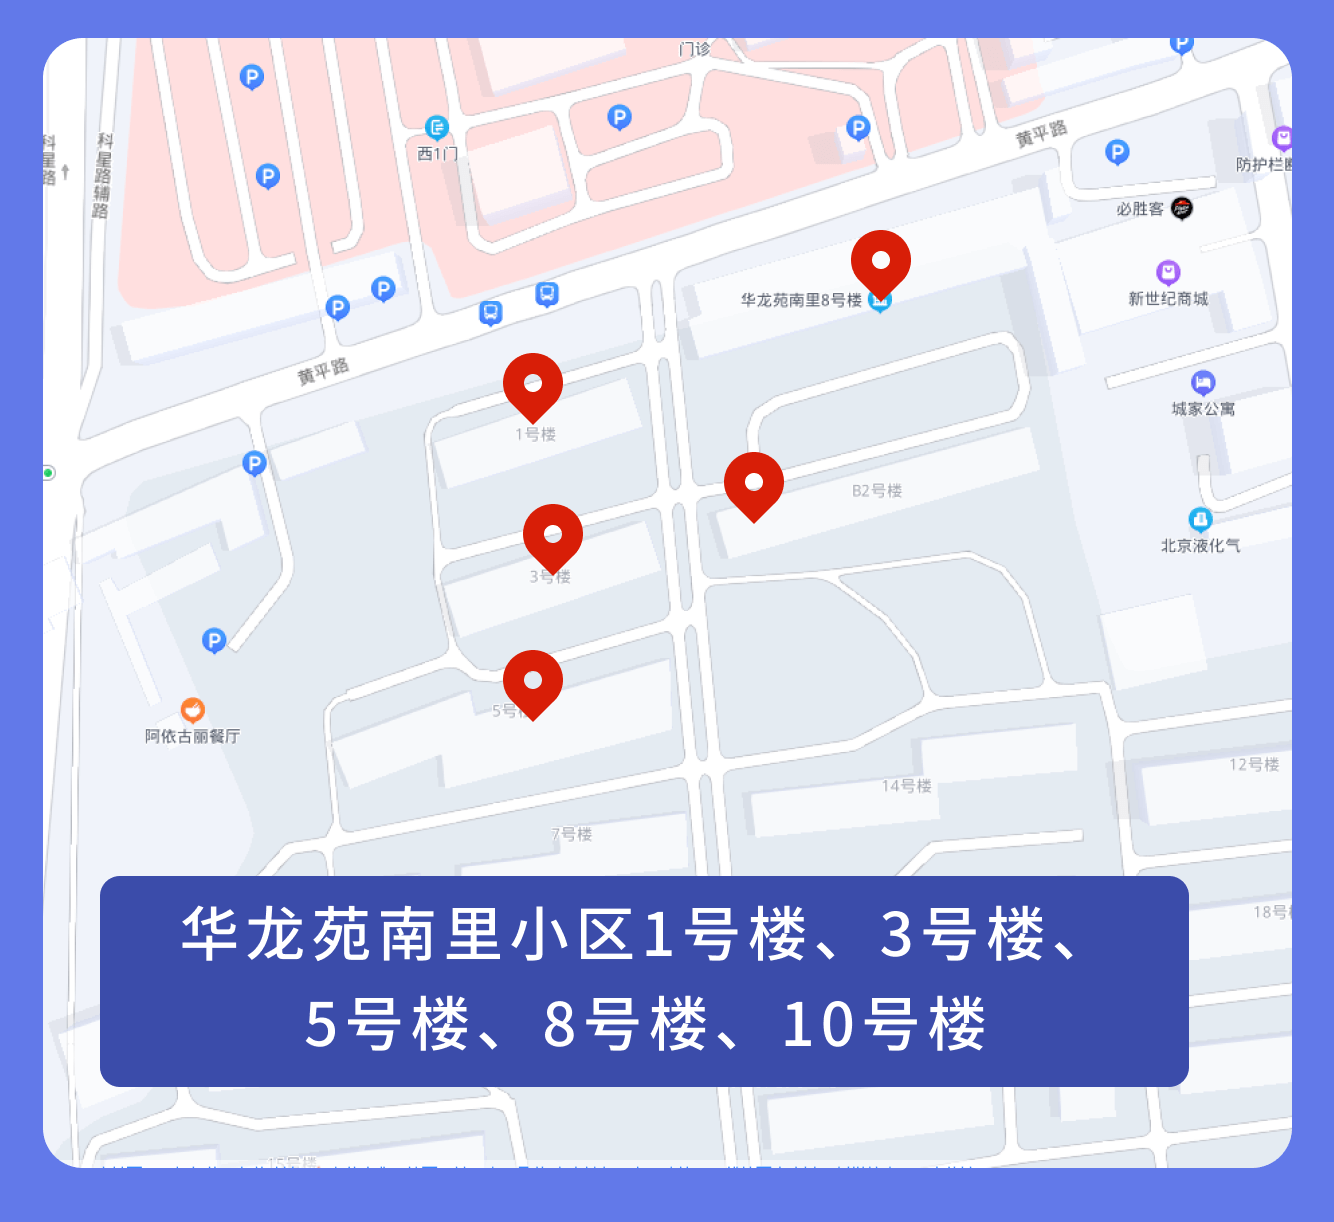 门诊
P
P
P
P
P
西1门
P
科星路
科星路辅路
黄平路
P
防护栏
必胜客
新世纪商城
华龙苑南里8号楼
P
P
黄平路
1号楼
城家公寓
P
B2号楼
北京液化气
3号楼
P
5号
阿依古丽餐厅
12号楼
14号楼
7号楼
18号
华龙苑南里小区1号楼、3号楼、
5号楼、8号楼、10号楼
15号楼